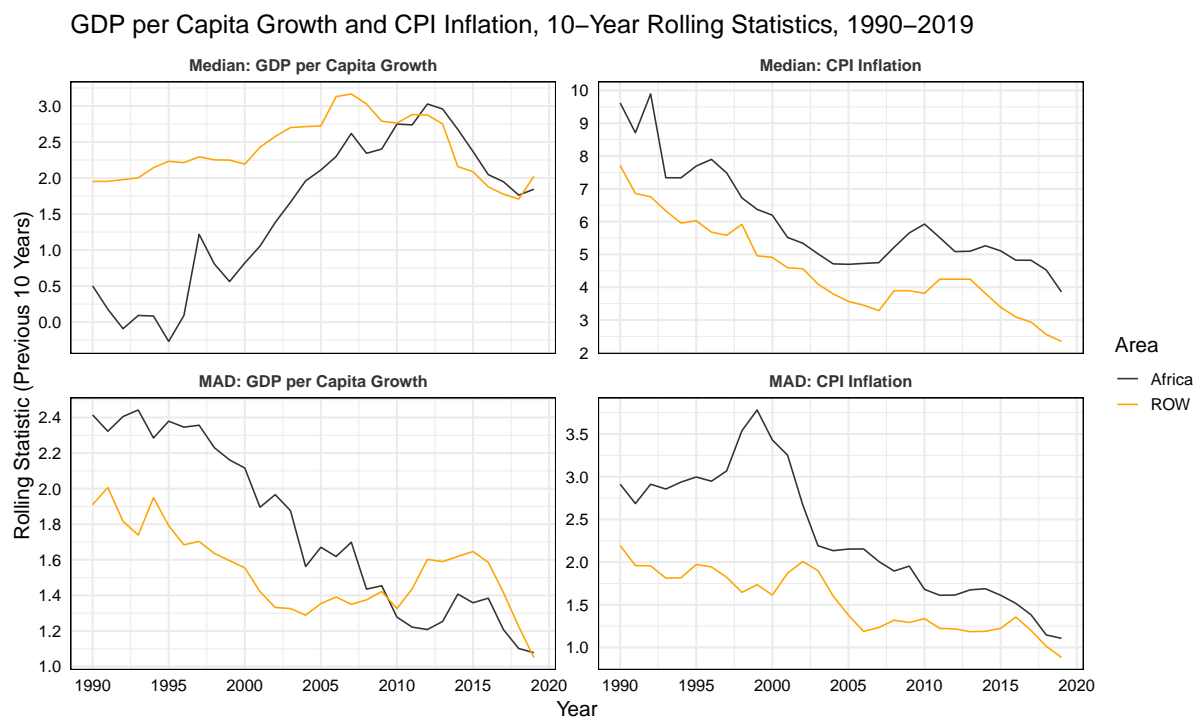 GDP per Capita Growth and CPI Inflation, 10−Year Rolling Statistics, 1990−2019
Median: GDP per Capita Growth
Median: CPI Inflation
3.0
2.5
2.0
1.5
1.0
0.5
0.0
10
9
8
7
6
5
4
3
2
Rolling Statistic (Previous 10 Years)
MAD: GDP per Capita Growth
MAD: CPI Inflation
2.4
2.2
2.0
1.8
1.6
1.4
1.2
1.0
3.5
3.0
2.5
2.0
1.5
1.0
1990 1995 2000 2005 2010 2015 2020
1990 1995 2000 2005 2010 2015 2020
Year
Area
Africa
ROW